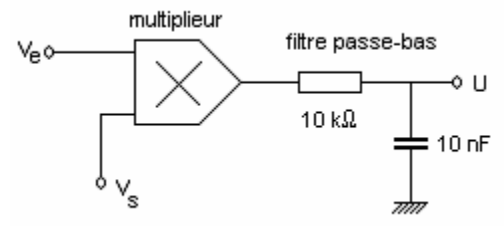 multiplieur
filtre passe-bas
Ve
U
10 kΩ
10 nF
Vs